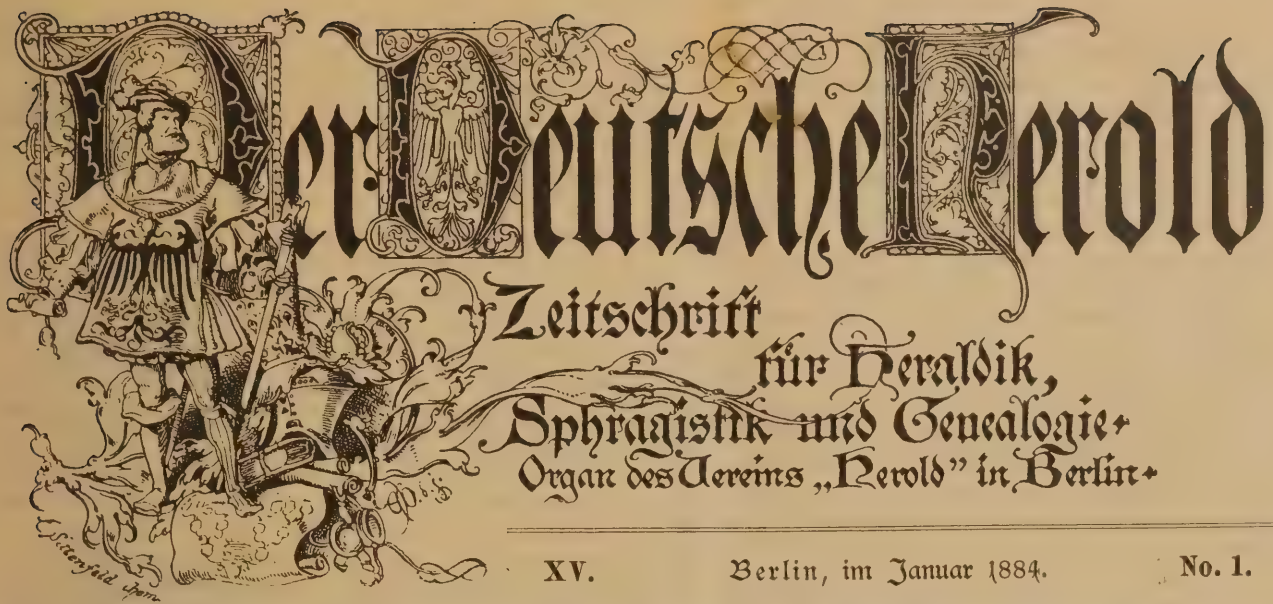 Der Deutsche Herold
Zeitschrift
für Heraldik,
Sphragistik und Genealogie.
Organ des Vereins „Herold” in Berlin.
XV. Berlin, im Januar 1884. No. 1.